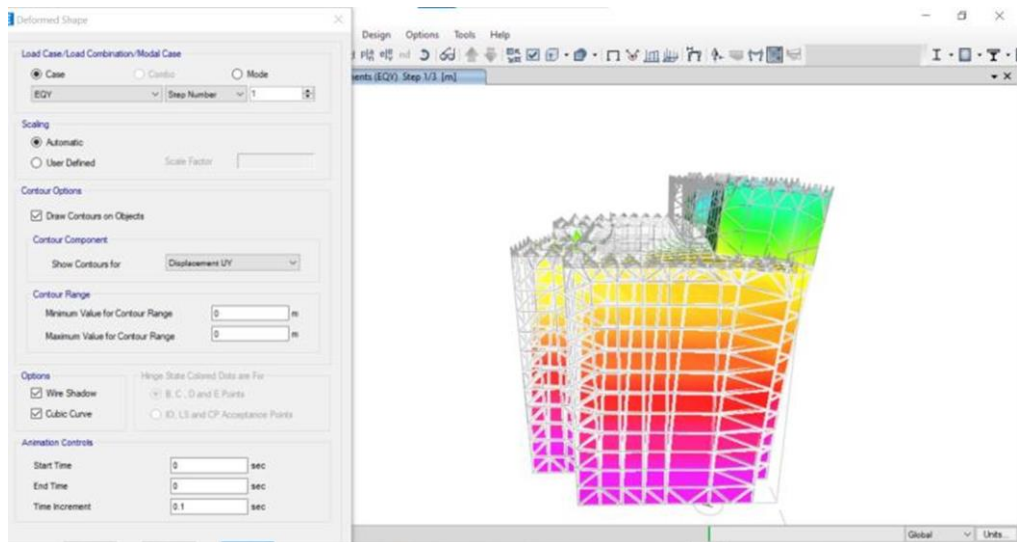 Deformed Shape
Design Options Tools Help
ments (EQY) Step 1/3 [m]
Load Case/Load Combination/Modal Case
Case Combo Mode
EQY Step Number 1
Scaling
Automatic
User Defined Scale Factor
Contour Options
Draw Contours on Objects
Contour Component
Show Contours for Displacement UY
Contour Range
Minimum Value for Contour Range 0 m
Maximum Value for Contour Range 0 m
Options
Wire Shadow
Cubic Curve
Hinge State Colored Dots are For
B, C, D and E Points
IO, LS and CP Acceptance Points
Animation Controls
Start Time 0 sec
End Time 0 sec
Time Increment 0.1 sec
Global Units...